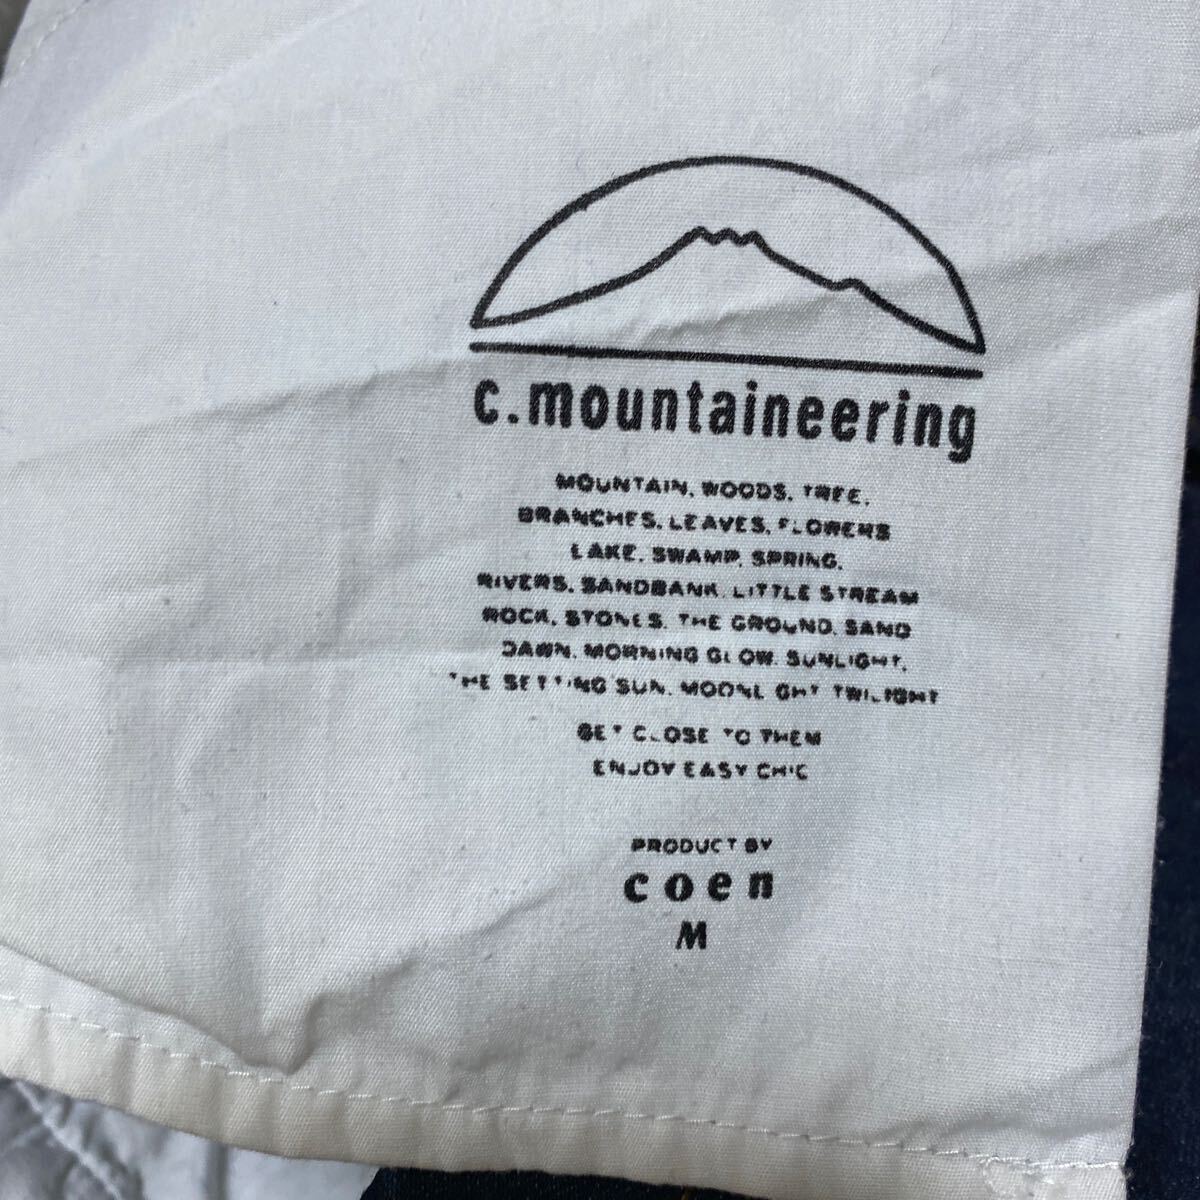 c.mountaineering
MOUNTAIN. WOODS. TREE.
BRANCHES. LEAVES. FLOWERS
LAKE. SWAMP. SPRING.
RIVERS. SANDBANK. LITTLE STREAM
ROCK. STONES. THE GROUND. SAND
DAWN. MORNING GLOW. SUNLIGHT.
THE SETTING SUN. MOONLIGHT TWILIGHT
GET CLOSE TO THEM
ENJOY EASY CHIC
PRODUCT BY
coen
M